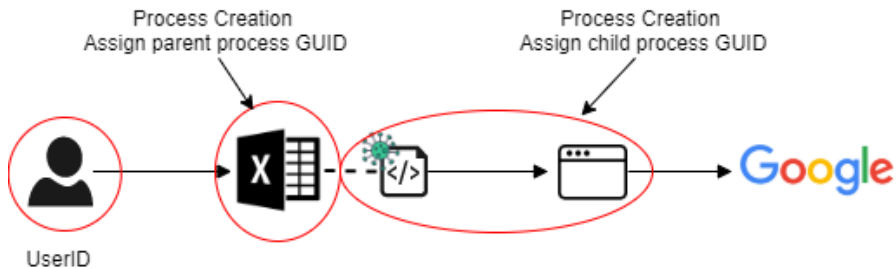 Process Creation
Assign parent process GUID
Process Creation
Assign child process GUID
X
</>
Google
UserID